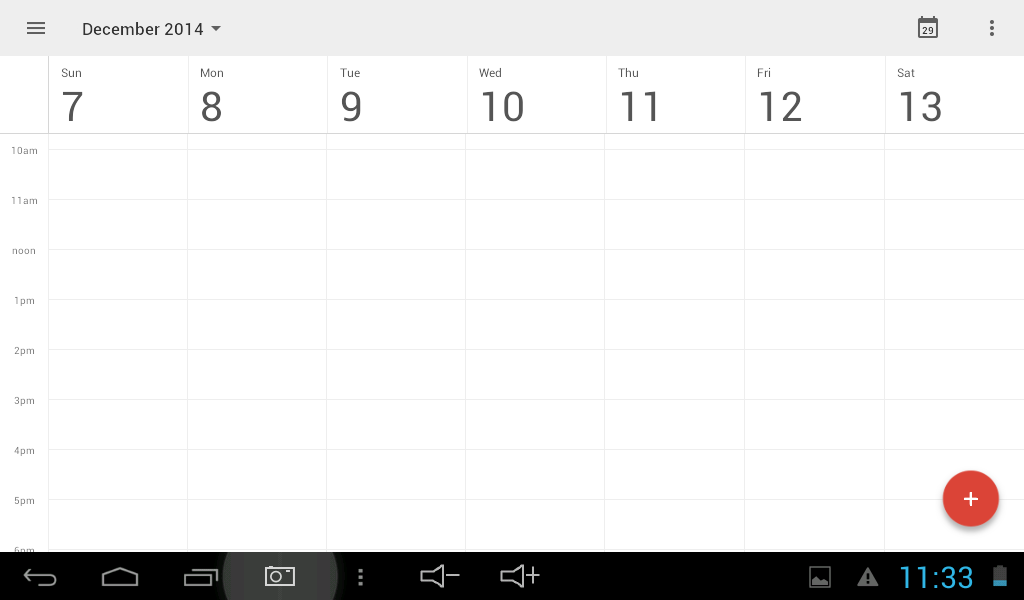 December 2014
29
Sun Mon Tue Wed Thu Fri Sat
7 8 9 10 11 12 13
10am
11am
noon
1pm
2pm
3pm
4pm
5pm
6pm
11:33